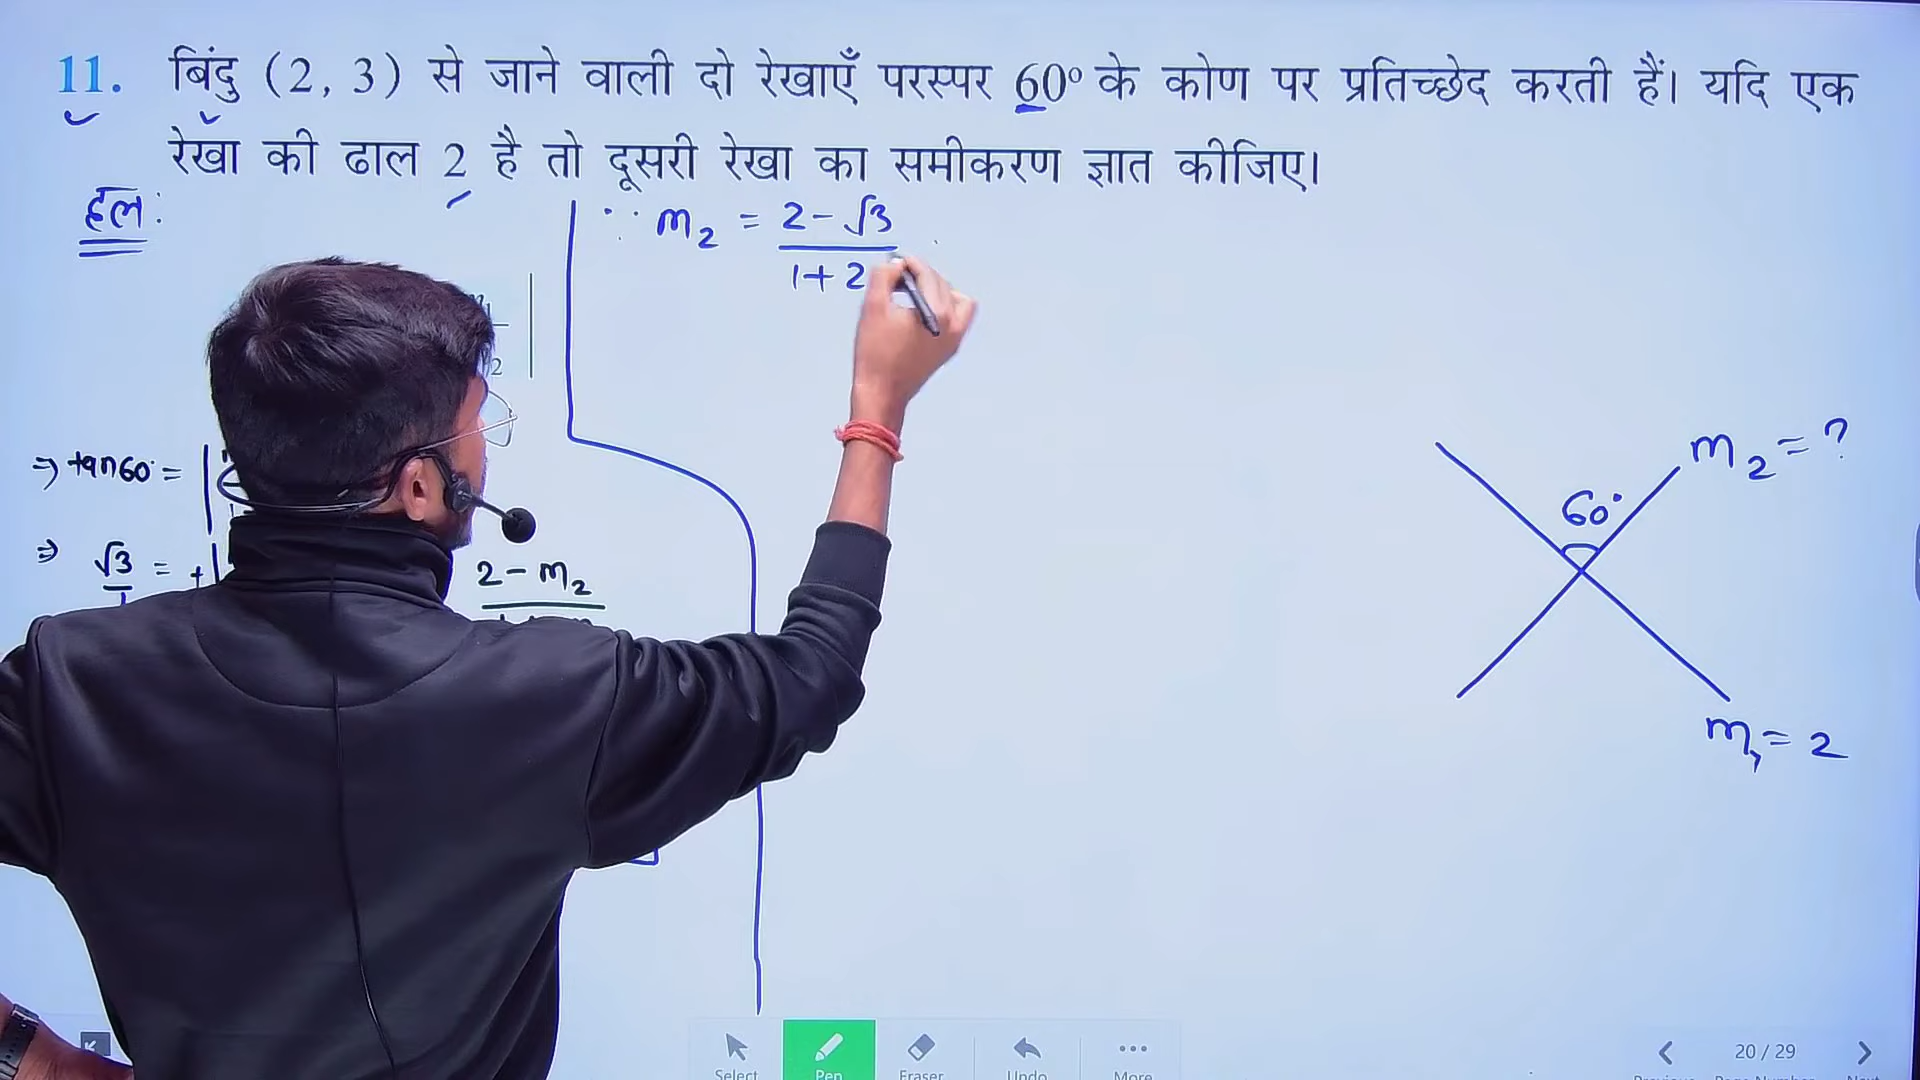 11. बिंदु (2, 3) से जाने वाली दो रेखाएँ परस्पर 60° के कोण पर प्रतिच्छेद करती हैं। यदि एक
रेखा की ढाल 2 है तो दूसरी रेखा का समीकरण ज्ञात कीजिए।
हल:
∵ m₂ = 2-√3
1+2
2
⇒ tan60° = |
⇒ √3 = +|
2-m₂
60°
m₂ = ?
m₁ = 2
Select
Pen
Eraser
Undo
More
20 / 29